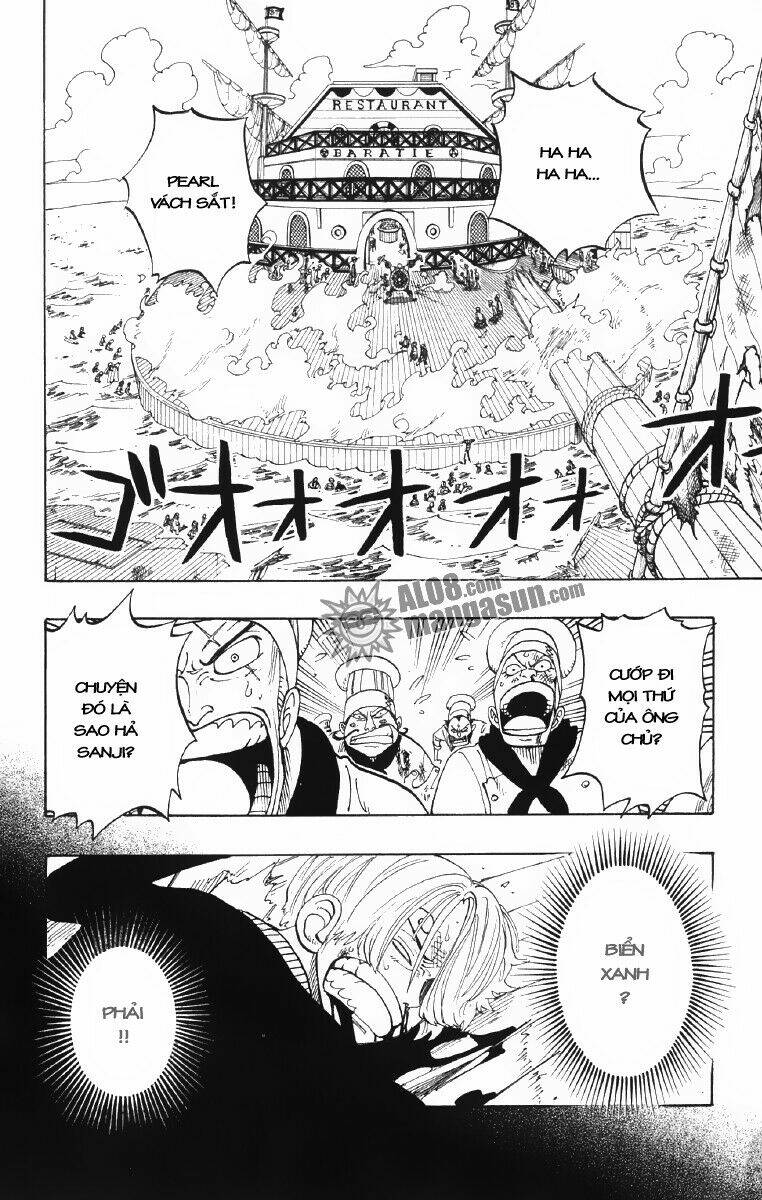 RESTAURANT
BARATIE
HA HA
HA HA...
PEARL
VÁCH SẮT!
ゴオオオオオオ
AL08.com
mangasun.com
CƯỚP ĐI
MỌI THỨ
CỦA ÔNG
CHỦ?
CHUYỆN
ĐÓ LÀ
SAO HẢ
SANJI?
BIỂN
XANH
?
PHẢI
!!